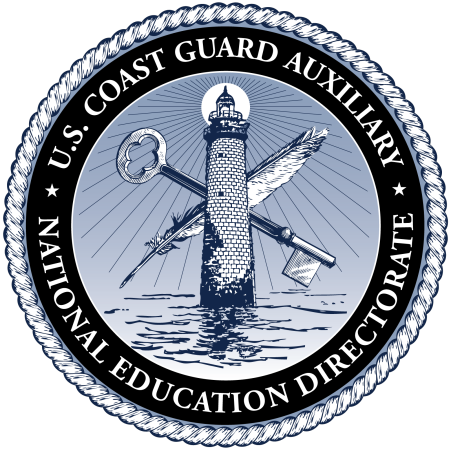 U.S. COAST GUARD AUXILIARY
NATIONAL EDUCATION DIRECTORATE